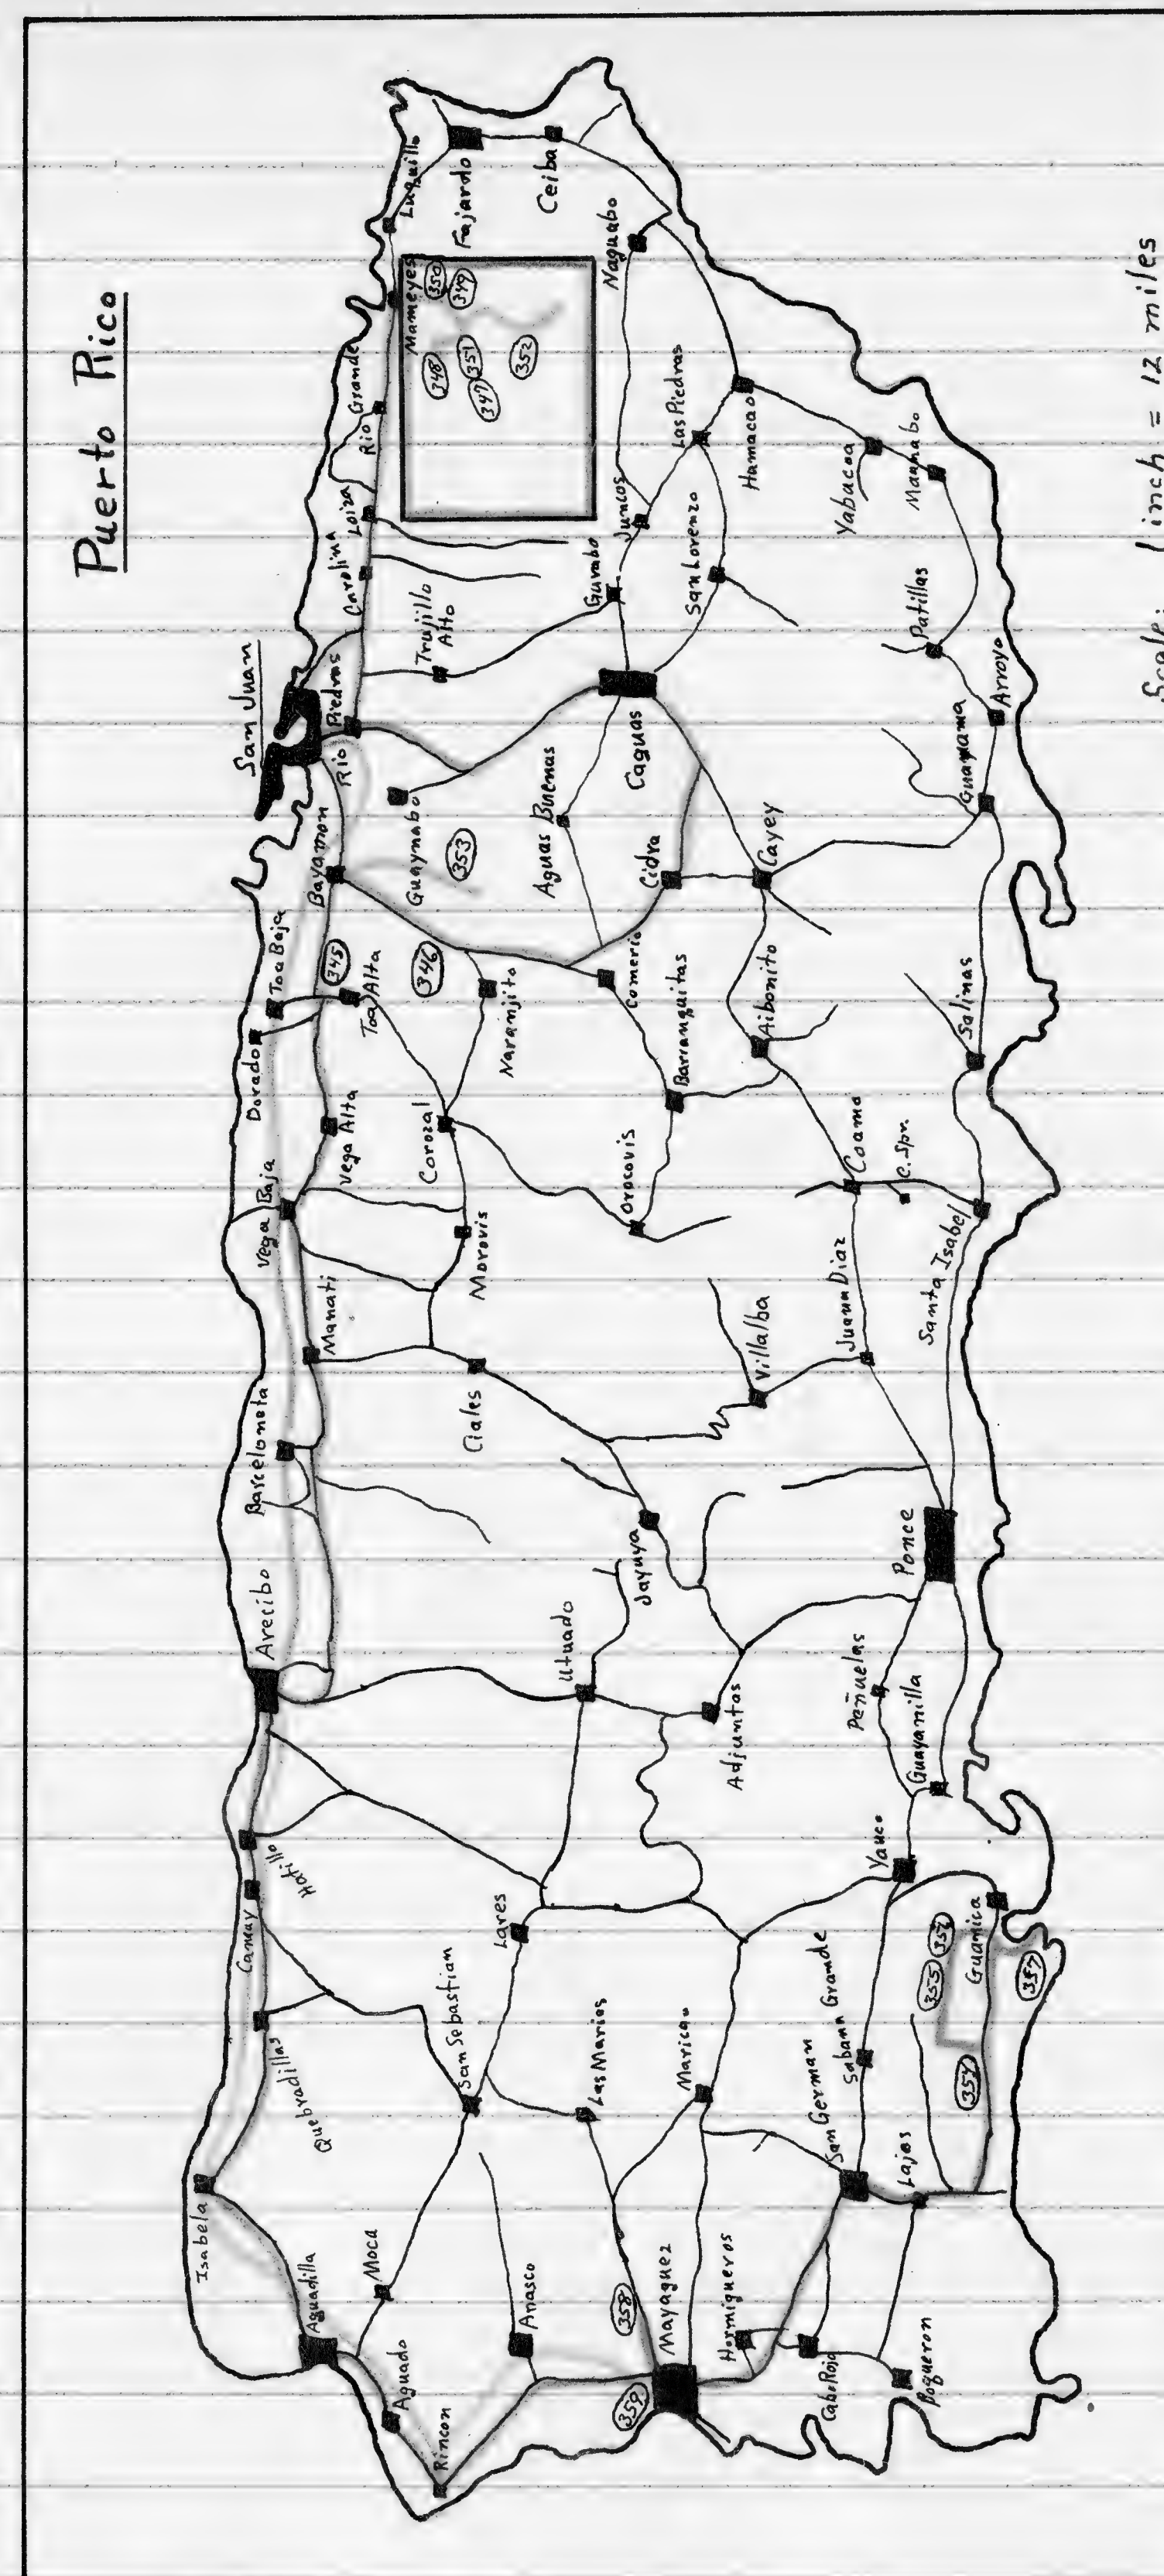 Puerto Rico
San Juan
Isabela
Aguadilla
Moca
Aguado
Rincon
Anasco
Quebradillas
Camuy
Hatillo
Arecibo
Barceloneta
Manati
Vega Baja
Vega Alta
Dorado
Toa Baja
Toa Alta
345
346
Bayamon
Guaynabo
353
Rio Piedras
Trujillo Alto
Carolina
Loiza
Rio Grande
Mameyes
348
350
349
351
347
352
Luquillo
Fajardo
Ceiba
Naguabo
Las Piedras
Humacao
Juncos
Gurabo
San Lorenzo
Yabacoa
Maunabo
Patillas
Arroyo
Guayama
Caguas
Aguas Buenas
Cidra
Cayey
Comerio
Naranjito
Corozal
Barranquitas
Aibonito
Orocovis
Morovis
Ciales
Coama
C. Spr.
Salinas
Santa Isabel
Juana Diaz
Villalba
Jayuya
Utuado
Adjuntas
Ponce
Peñuelas
Guayanilla
Yauco
Guanica
357
355
354
Lares
San Sebastian
Las Marias
Maricao
Sabana Grande
San German
Lajas
358
359
Mayaguez
Hormigueros
Cabo Rojo
Boqueron
Scale: 1 inch = 12 miles